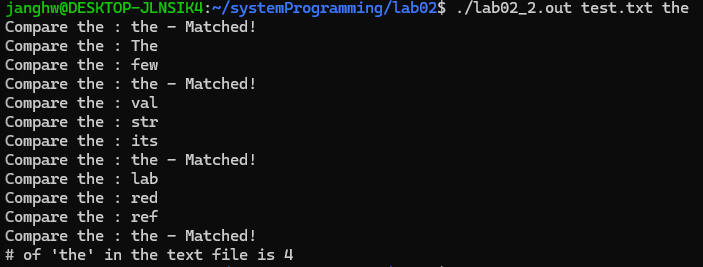 janghw@DESKTOP-JLNSIK4:~/systemProgramming/lab02$ ./lab02_2.out test.txt the
Compare the : the - Matched!
Compare the : The
Compare the : few
Compare the : the - Matched!
Compare the : val
Compare the : str
Compare the : its
Compare the : the - Matched!
Compare the : lab
Compare the : red
Compare the : ref
Compare the : the - Matched!
# of 'the' in the text file is 4